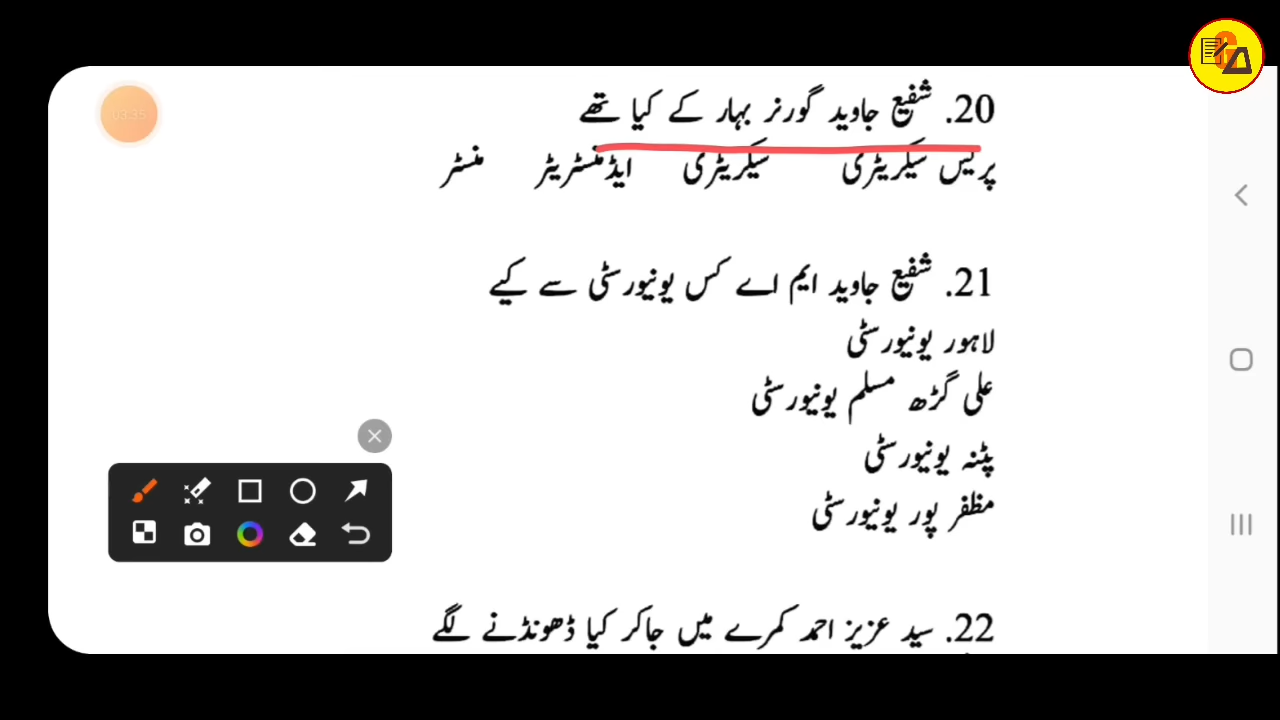 03:35
20. شفیع جاوید گورنر بہار کے کیا تھے
پریس سیکریٹری سیکریٹری ایڈمنسٹریٹر منسٹر
21. شفیع جاوید ایم اے کس یونیورسٹی سے کیے
لاہور یونیورسٹی
علی گڑھ مسلم یونیورسٹی
پٹنہ یونیورسٹی
مظفر پور یونیورسٹی
22. سید عزیز احمد کمرے میں جاکر کیا ڈھونڈنے لگے